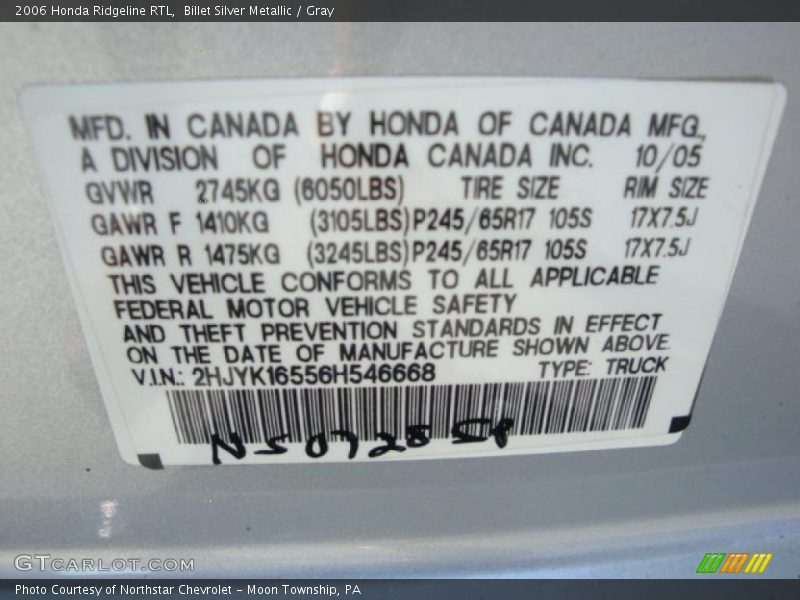 2006 Honda Ridgeline RTL,  Billet Silver Metallic / Gray
MFD. IN CANADA BY HONDA OF CANADA MFG.,
A DIVISION OF HONDA CANADA INC. 10/05
GVWR 2745KG (6050LBS) TIRE SIZE RIM SIZE
GAWR F 1410KG (3105LBS) P245/65R17 105S 17X7.5J
GAWR R 1475KG (3245LBS) P245/65R17 105S 17X7.5J
THIS VEHICLE CONFORMS TO ALL APPLICABLE
FEDERAL MOTOR VEHICLE SAFETY
AND THEFT PREVENTION STANDARDS IN EFFECT
ON THE DATE OF MANUFACTURE SHOWN ABOVE.
V.I.N.: 2HJYK16556H546668 TYPE: TRUCK
GTCARLOT.COM
Photo Courtesy of Northstar Chevrolet - Moon Township, PA